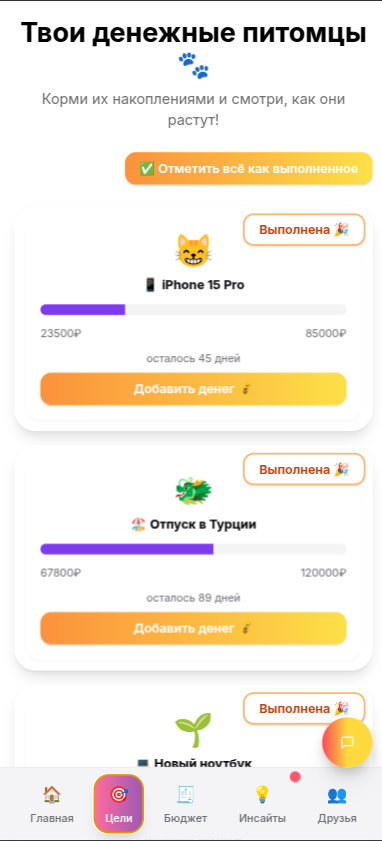 Твои денежные питомцы
🐾
Корми их накоплениями и смотри, как они
растут!
✅ Отметить всё как выполненное
Выполнена 🎉
📱 iPhone 15 Pro
23500₽ 85000₽
осталось 45 дней
Добавить денег 💰
Выполнена 🎉
🏖️ Отпуск в Турции
67800₽ 120000₽
осталось 89 дней
Добавить денег 💰
Выполнена 🎉
💻 Новый ноутбук
Главная Цели Бюджет Инсайты Друзья